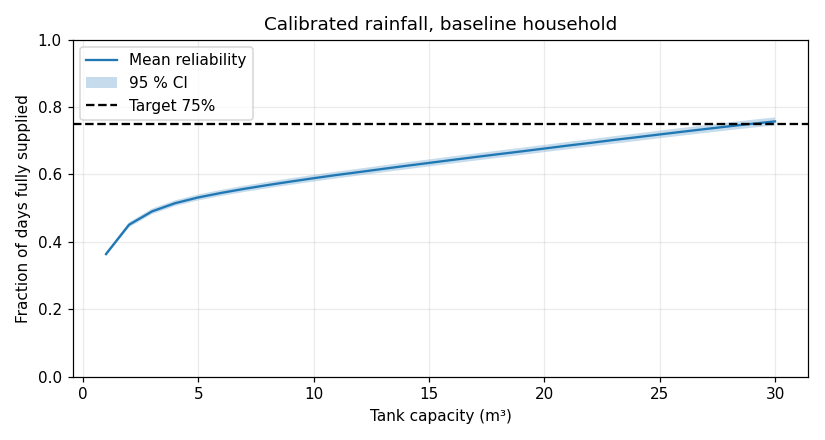 Calibrated rainfall, baseline household
1.0
Mean reliability
95 % CI
Target 75%
0.8
0.6
0.4
0.2
0.0
Fraction of days fully supplied
0 5 10 15 20 25 30
Tank capacity (m³)